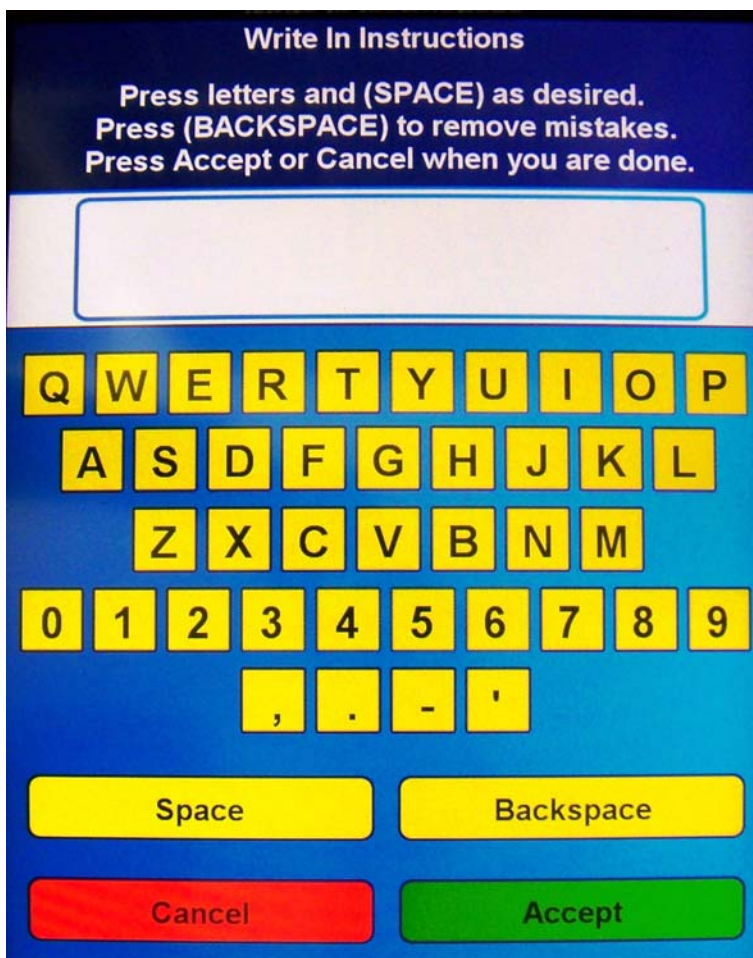 Write In Instructions
Press letters and (SPACE) as desired.
Press (BACKSPACE) to remove mistakes.
Press Accept or Cancel when you are done.
Q W E R T Y U I O P
A S D F G H J K L
Z X C V B N M
0 1 2 3 4 5 6 7 8 9
, . - '
Space Backspace
Cancel Accept